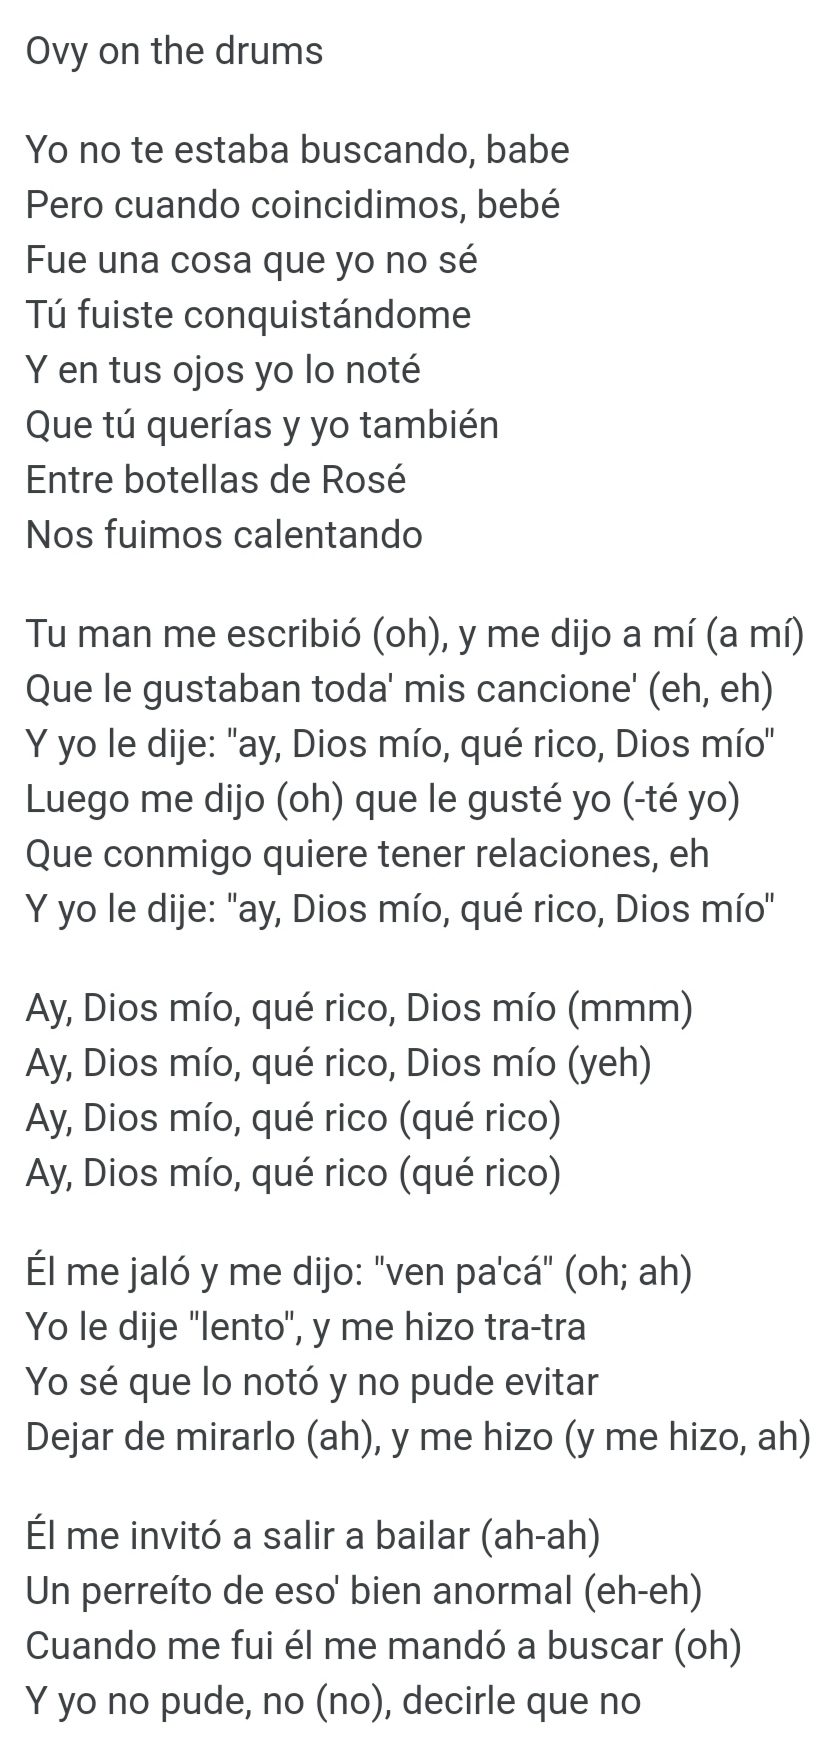 Ovy on the drums

Yo no te estaba buscando, babe
Pero cuando coincidimos, bebé
Fue una cosa que yo no sé
Tú fuiste conquistándome
Y en tus ojos yo lo noté
Que tú querías y yo también
Entre botellas de Rosé
Nos fuimos calentando

Tu man me escribió (oh), y me dijo a mí (a mí)
Que le gustaban toda' mis cancione' (eh, eh)
Y yo le dije: "ay, Dios mío, qué rico, Dios mío"
Luego me dijo (oh) que le gusté yo (-té yo)
Que conmigo quiere tener relaciones, eh
Y yo le dije: "ay, Dios mío, qué rico, Dios mío"

Ay, Dios mío, qué rico, Dios mío (mmm)
Ay, Dios mío, qué rico, Dios mío (yeh)
Ay, Dios mío, qué rico (qué rico)
Ay, Dios mío, qué rico (qué rico)

Él me jaló y me dijo: "ven pa'cá" (oh; ah)
Yo le dije "lento", y me hizo tra-tra
Yo sé que lo notó y no pude evitar
Dejar de mirarlo (ah), y me hizo (y me hizo, ah)

Él me invitó a salir a bailar (ah-ah)
Un perreíto de eso' bien anormal (eh-eh)
Cuando me fui él me mandó a buscar (oh)
Y yo no pude, no (no), decirle que no